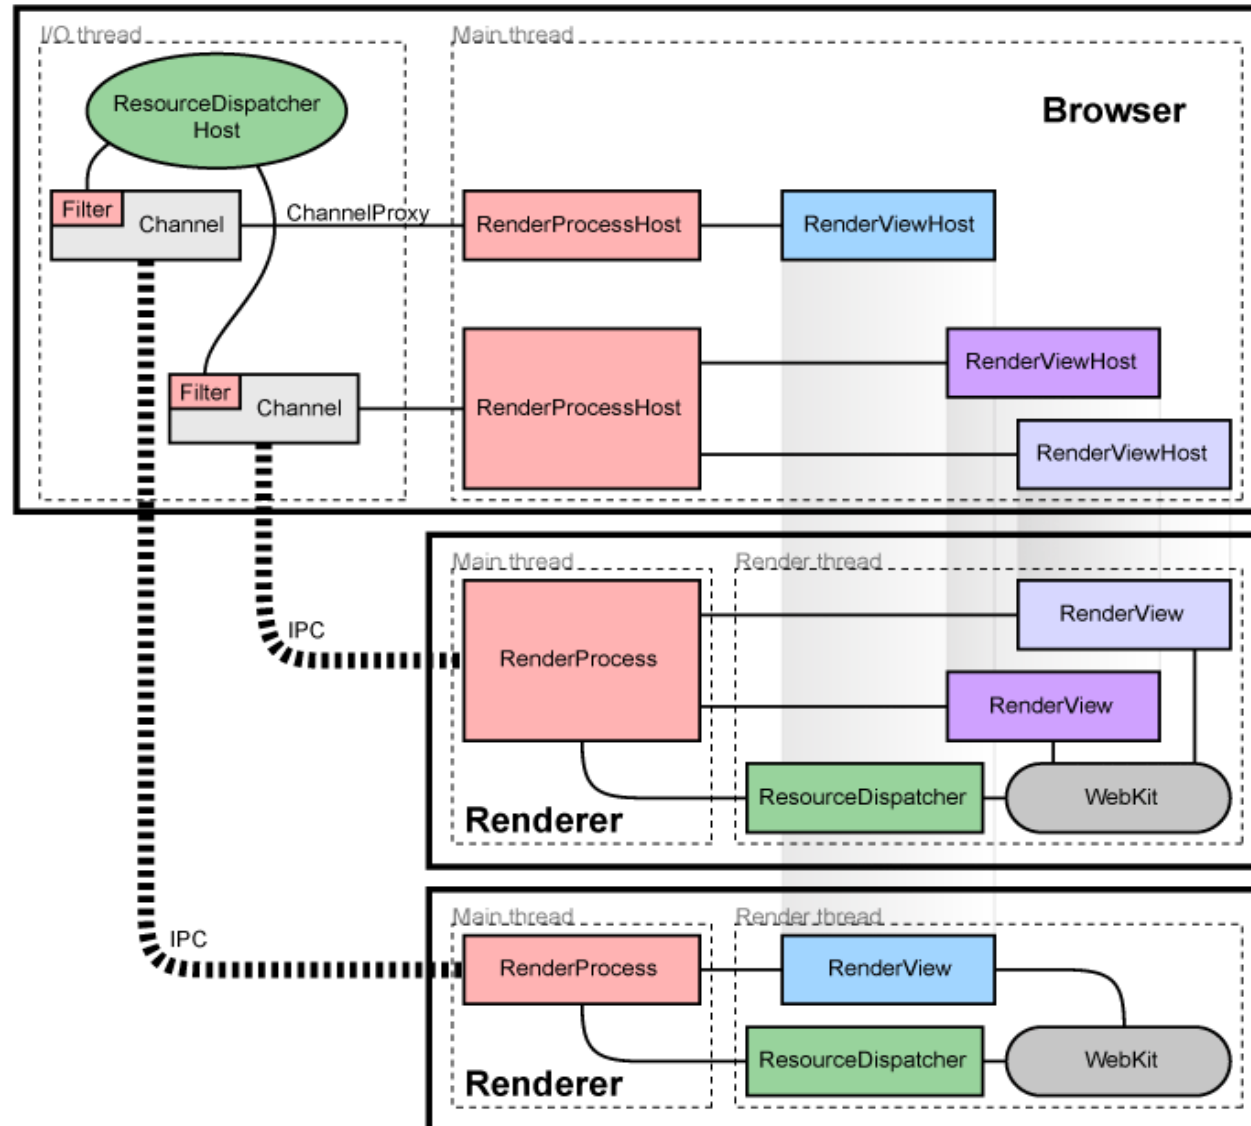 I/O thread
Main thread
ResourceDispatcher
Host
Browser
Filter
Channel
ChannelProxy
RenderProcessHost
RenderViewHost
Filter
Channel
RenderProcessHost
RenderViewHost
RenderViewHost
Main thread
Render thread
IPC
RenderProcess
RenderView
RenderView
ResourceDispatcher
WebKit
Renderer
Main thread
Render thread
IPC
RenderProcess
RenderView
ResourceDispatcher
WebKit
Renderer